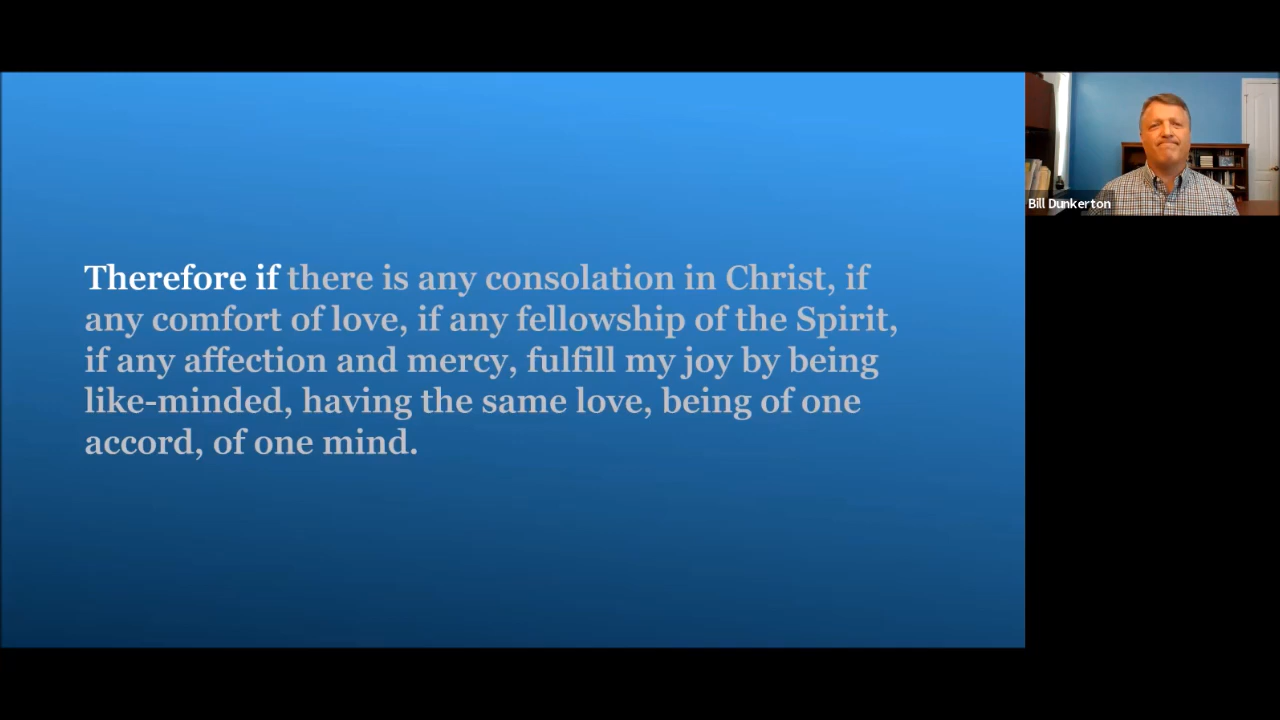 Therefore if there is any consolation in Christ, if
any comfort of love, if any fellowship of the Spirit,
if any affection and mercy, fulfill my joy by being
like-minded, having the same love, being of one
accord, of one mind.
Bill Dunkerton